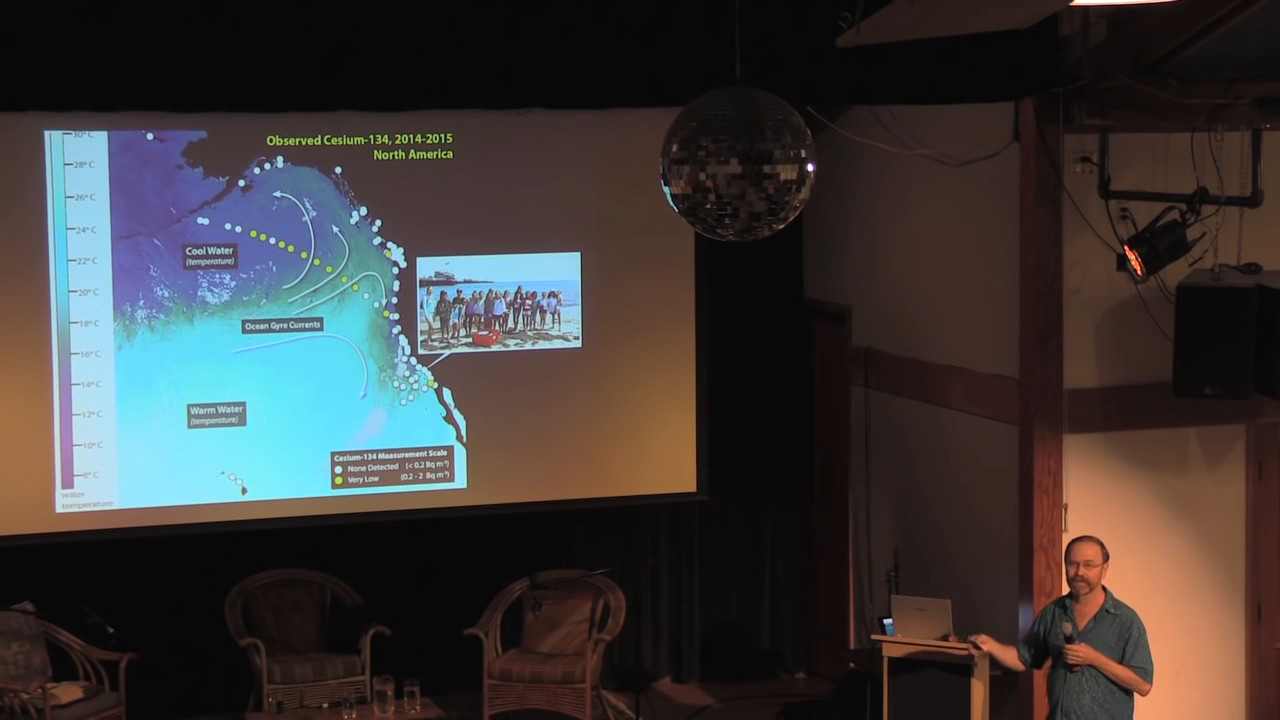 Observed Cesium-134, 2014-2015
North America
30° C
28° C
26° C
24° C
22° C
20° C
18° C
16° C
14° C
12° C
10° C
8° C
water
temperature
Cool Water
(temperature)
Ocean Gyre Currents
Warm Water
(temperature)
Cesium-134 Measurement Scale
None Detected (< 0.2 Bq m⁻³)
Very Low (0.2 - 2 Bq m⁻³)